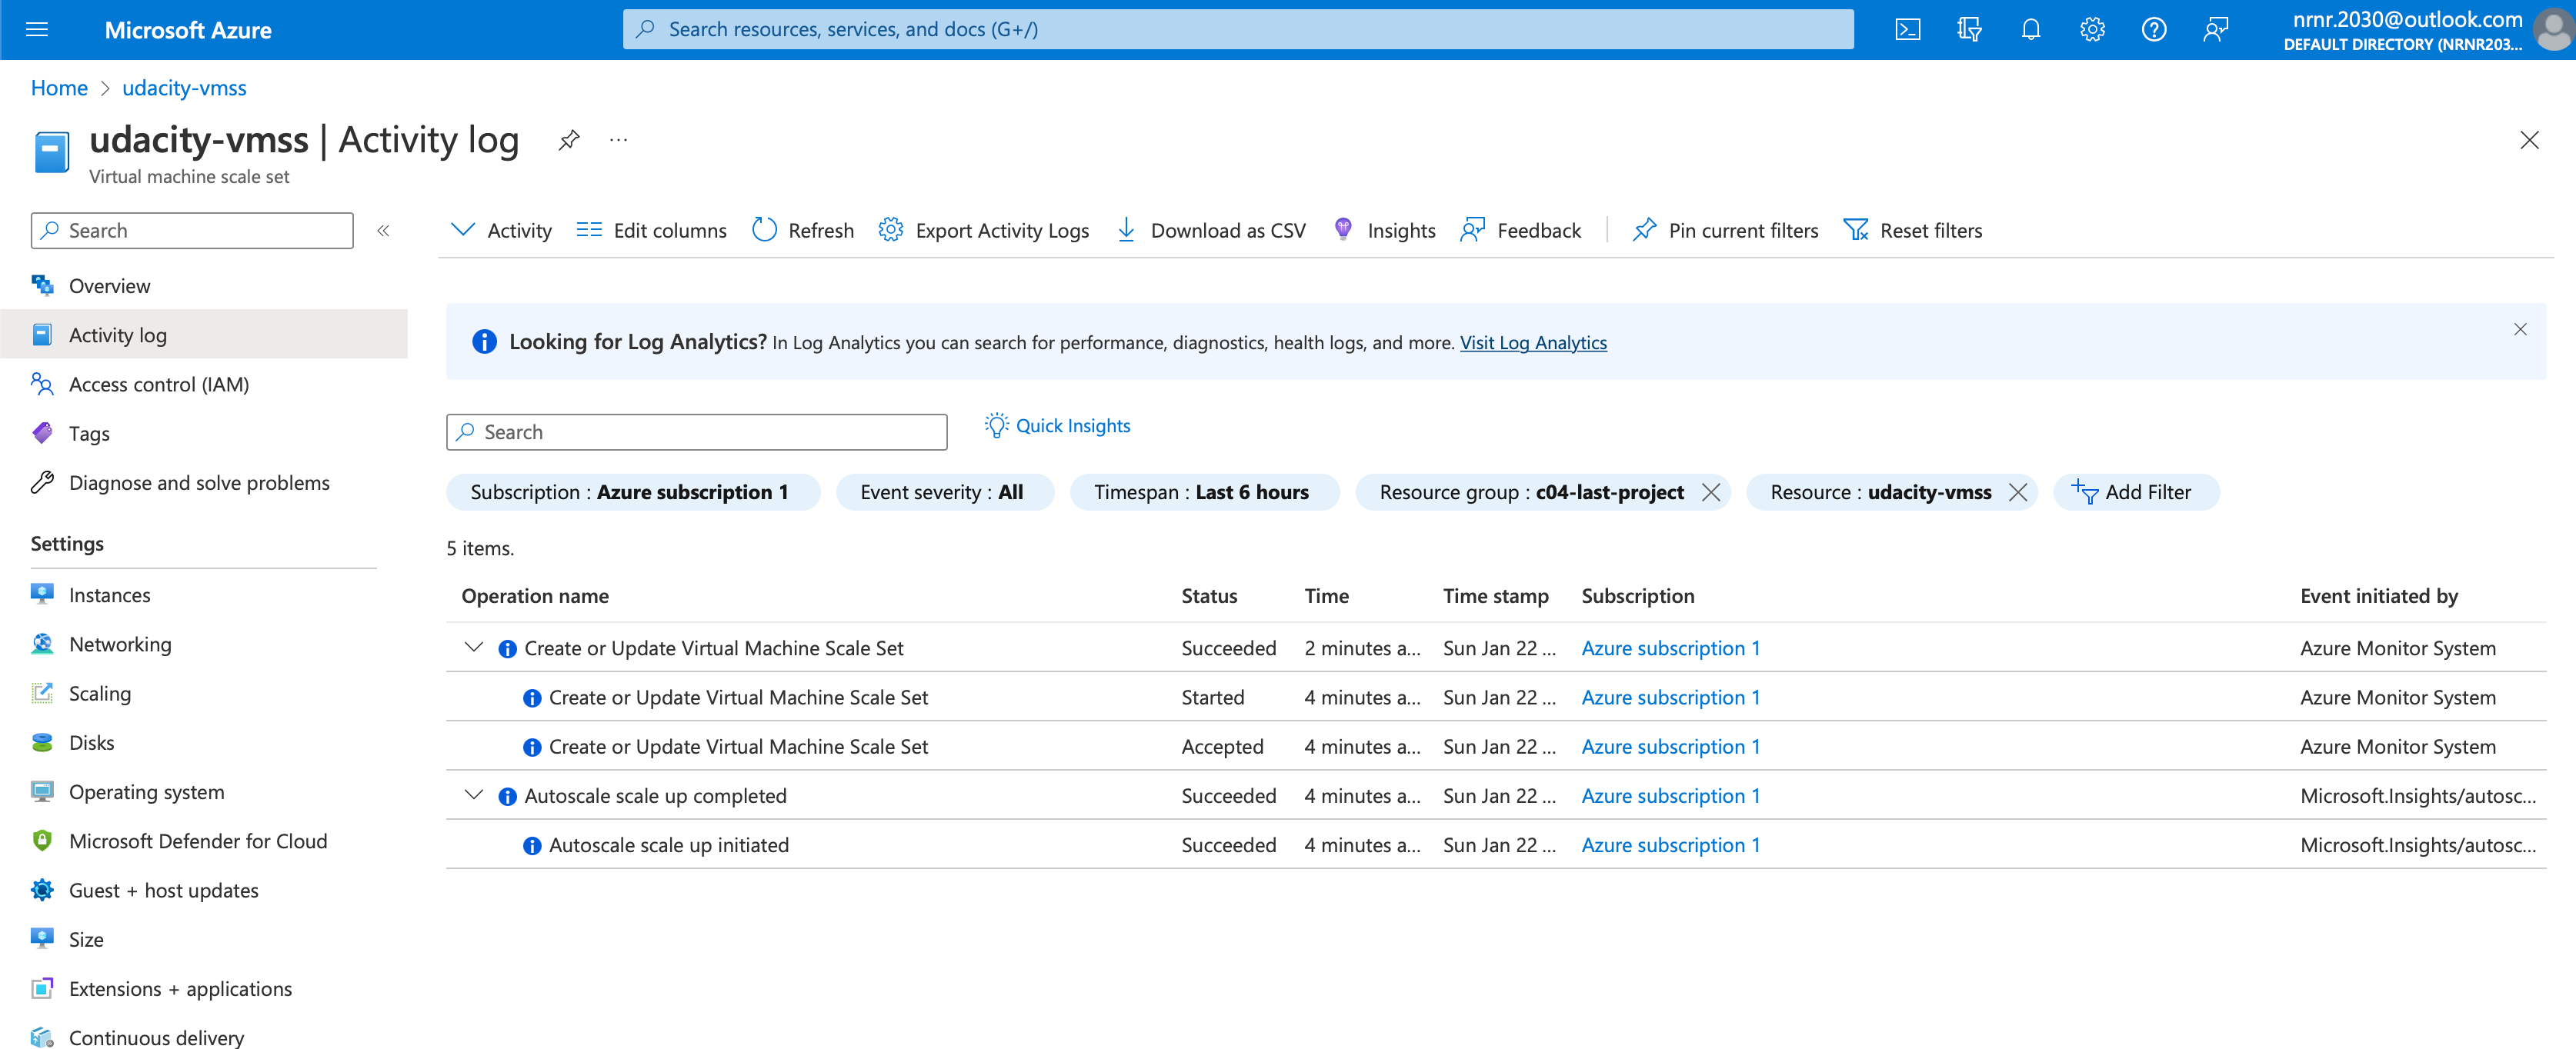 Microsoft Azure
Search resources, services, and docs (G+/)
nrnr.2030@outlook.com
DEFAULT DIRECTORY (NRNR203...
Home > udacity-vmss
udacity-vmss | Activity log
Virtual machine scale set
Search
Overview
Activity log
Access control (IAM)
Tags
Diagnose and solve problems
Settings
Instances
Networking
Scaling
Disks
Operating system
Microsoft Defender for Cloud
Guest + host updates
Size
Extensions + applications
Continuous delivery
Activity Edit columns Refresh Export Activity Logs Download as CSV Insights Feedback Pin current filters Reset filters
Looking for Log Analytics? In Log Analytics you can search for performance, diagnostics, health logs, and more. Visit Log Analytics
Search Quick Insights
Subscription : Azure subscription 1 Event severity : All Timespan : Last 6 hours Resource group : c04-last-project Resource : udacity-vmss Add Filter
5 items.
Operation name Status Time Time stamp Subscription Event initiated by
Create or Update Virtual Machine Scale Set Succeeded 2 minutes a... Sun Jan 22 ... Azure subscription 1 Azure Monitor System
Create or Update Virtual Machine Scale Set Started 4 minutes a... Sun Jan 22 ... Azure subscription 1 Azure Monitor System
Create or Update Virtual Machine Scale Set Accepted 4 minutes a... Sun Jan 22 ... Azure subscription 1 Azure Monitor System
Autoscale scale up completed Succeeded 4 minutes a... Sun Jan 22 ... Azure subscription 1 Microsoft.Insights/autosc...
Autoscale scale up initiated Succeeded 4 minutes a... Sun Jan 22 ... Azure subscription 1 Microsoft.Insights/autosc...